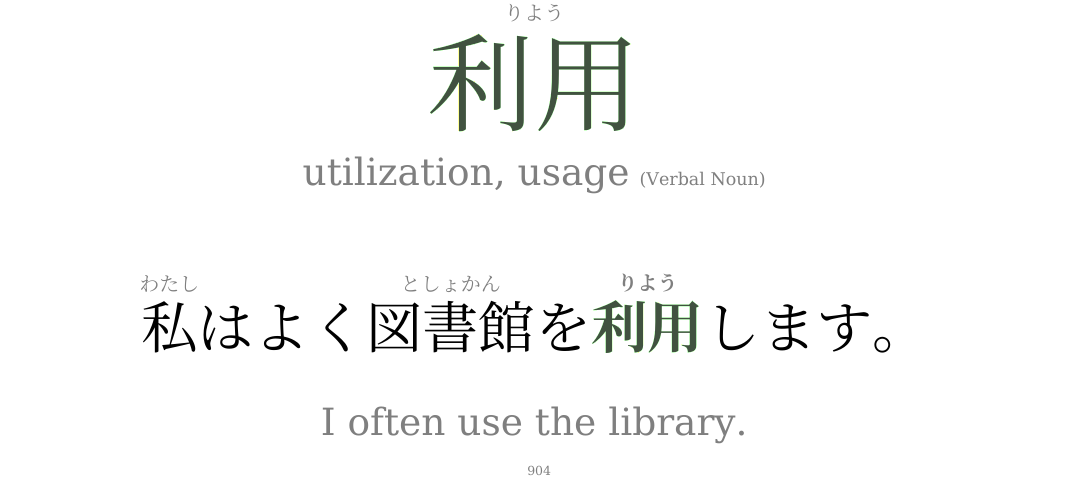 りよう
利用
utilization, usage (Verbal Noun)
わたし としょかん りよう
私はよく図書館を利用します。
I often use the library.
904